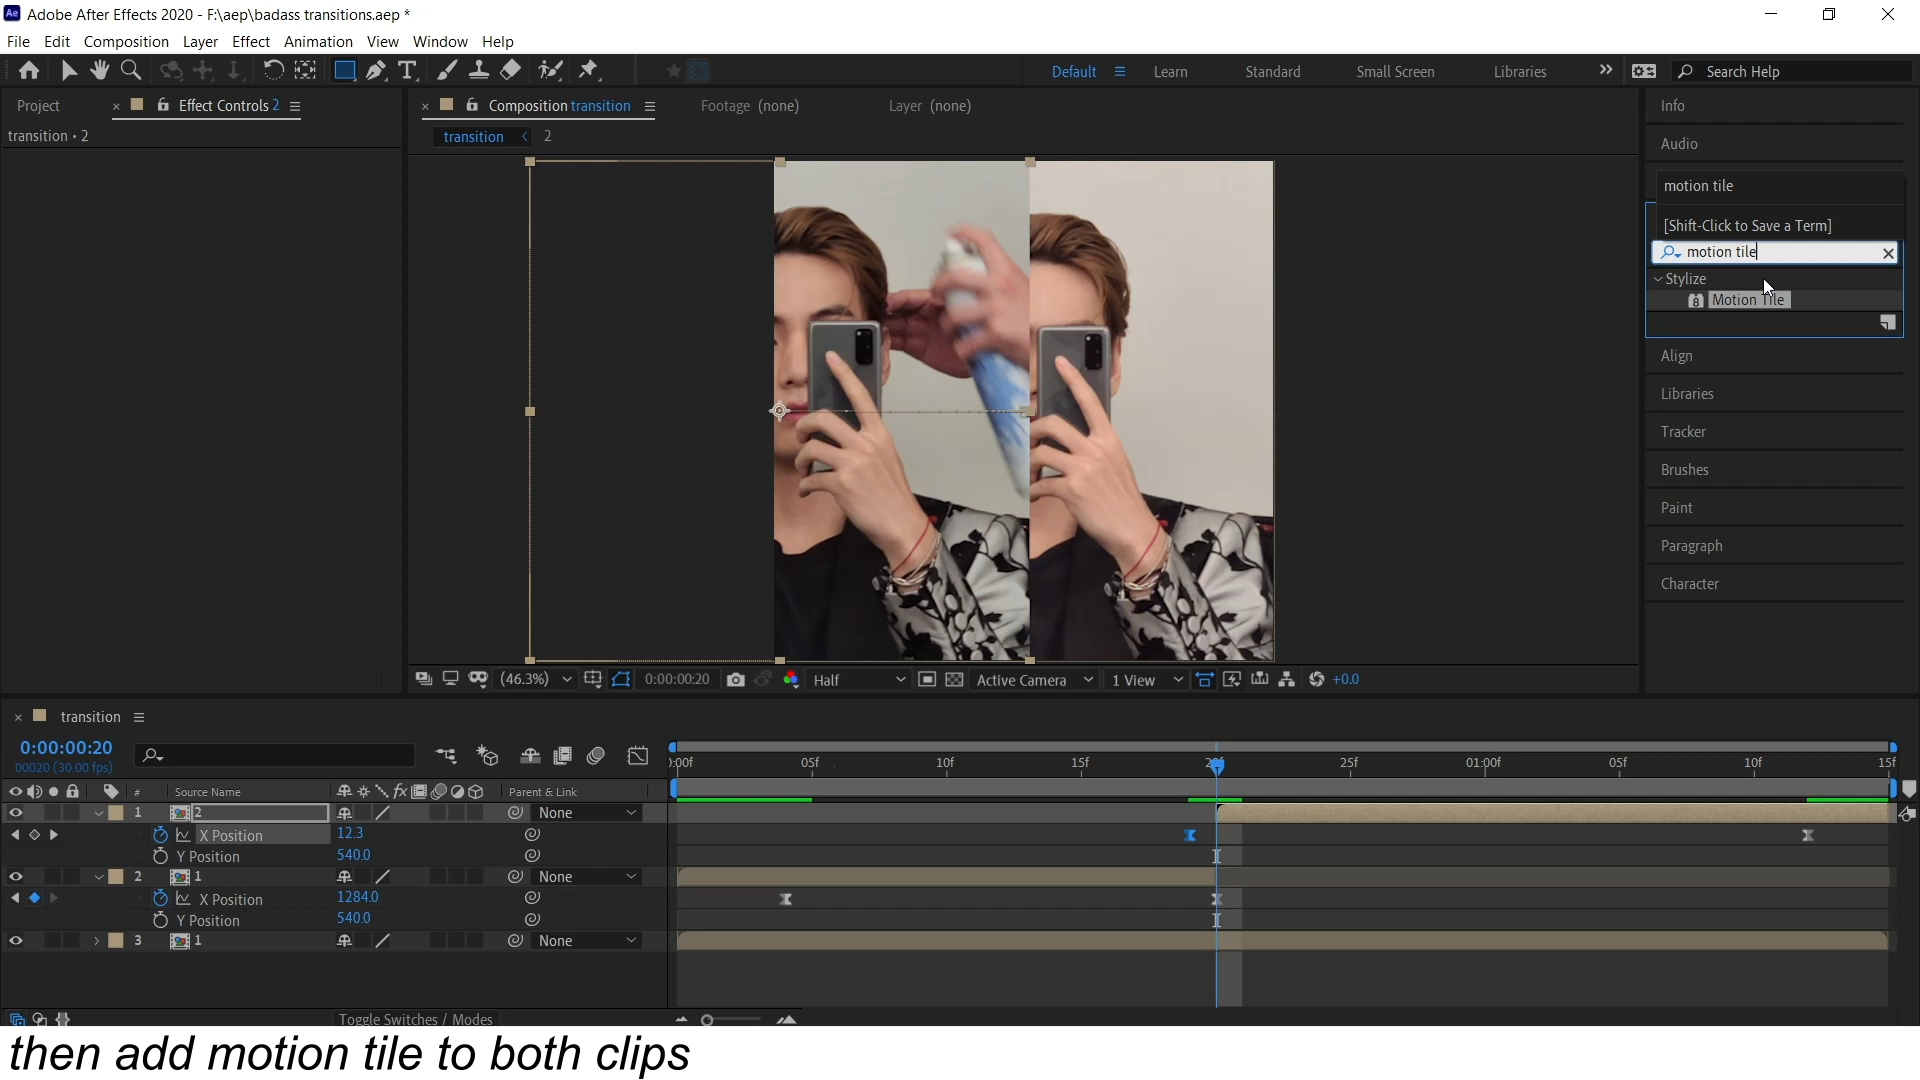 Ae Adobe After Effects 2020 - F:\aep\badass transitions.aep *
File Edit Composition Layer Effect Animation View Window Help
Default Learn Standard Small Screen Libraries Search Help
Project Effect Controls 2 Composition transition Footage (none) Layer (none) Info
transition • 2 transition 2
Audio
motion tile
[Shift-Click to Save a Term]
motion tile
Stylize
8 Motion Tile
Align
Libraries
Tracker
Brushes
Paint
Paragraph
Character
(46.3%) 0:00:00:20 Half Active Camera 1 View +0.0
transition
0:00:00:20
00020 (30.00 fps)
):00f 05f 10f 15f 20f 25f 01:00f 05f 10f 15f
# Source Name fx Parent & Link
1 2 None
X Position 12.3
Y Position 540.0
2 1 None
X Position 1284.0
Y Position 540.0
3 1 None
Toggle Switches / Modes
then add motion tile to both clips